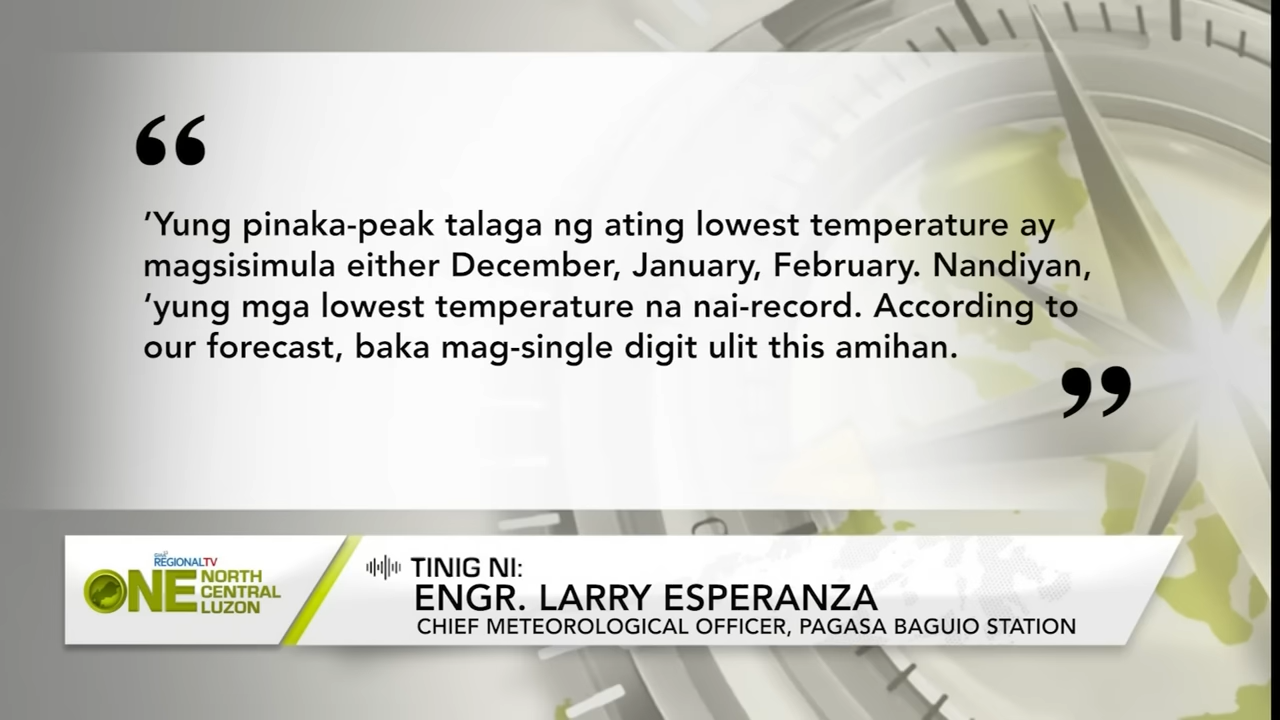 “
’Yung pinaka-peak talaga ng ating lowest temperature ay
magsisimula either December, January, February. Nandiyan,
‘yung mga lowest temperature na nai-record. According to
our forecast, baka mag-single digit ulit this amihan.
”
GMA REGIONALTV
ONE NORTH CENTRAL LUZON
TINIG NI:
ENGR. LARRY ESPERANZA
CHIEF METEOROLOGICAL OFFICER, PAGASA BAGUIO STATION